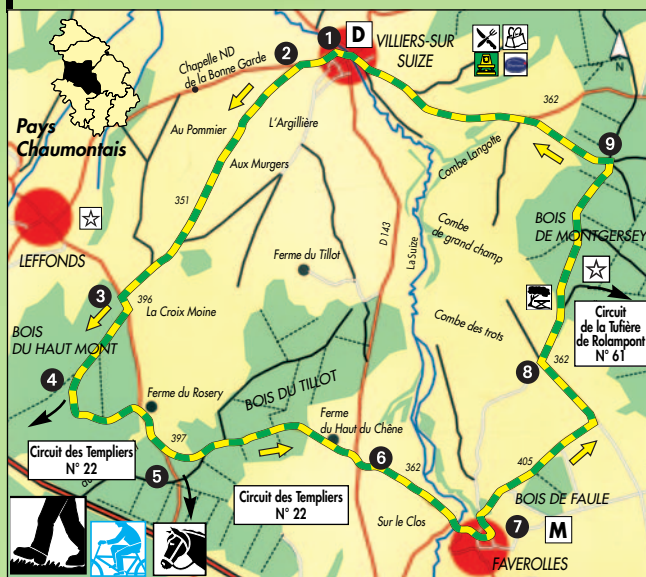 1
D
VILLIERS-SUR
SUIZE
2
Chapelle ND
de la Bonne Garde
N
Pays
Chaumontais
Au Pommier
L'Argillière
Aux Murgers
362
9
Combe Langotte
351
BOIS
DE MONTGERSEY
Combe
de grand champ
D 143
La Suize
LEFFONDS
Ferme du Tillot
3
396
La Croix Moine
Combe des trots
Circuit
de la Tufière
de Rolampont
N° 61
BOIS
DU HAUT MONT
4
362
8
Ferme du Rosery
BOIS DU TILLOT
Ferme
du Haut du Chêne
397
Circuit des Templiers
N° 22
5
6
362
405
Circuit des Templiers
N° 22
BOIS DE FAULE
Sur le Clos
7
M
FAVEROLLES